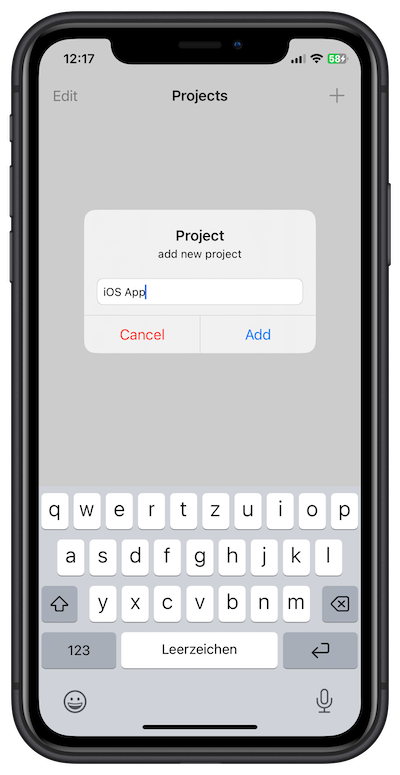 12:17
58
Edit Projects +
Project
add new project
iOS App
Cancel Add
q w e r t z u i o p
a s d f g h j k l
y x c v b n m
123 Leerzeichen